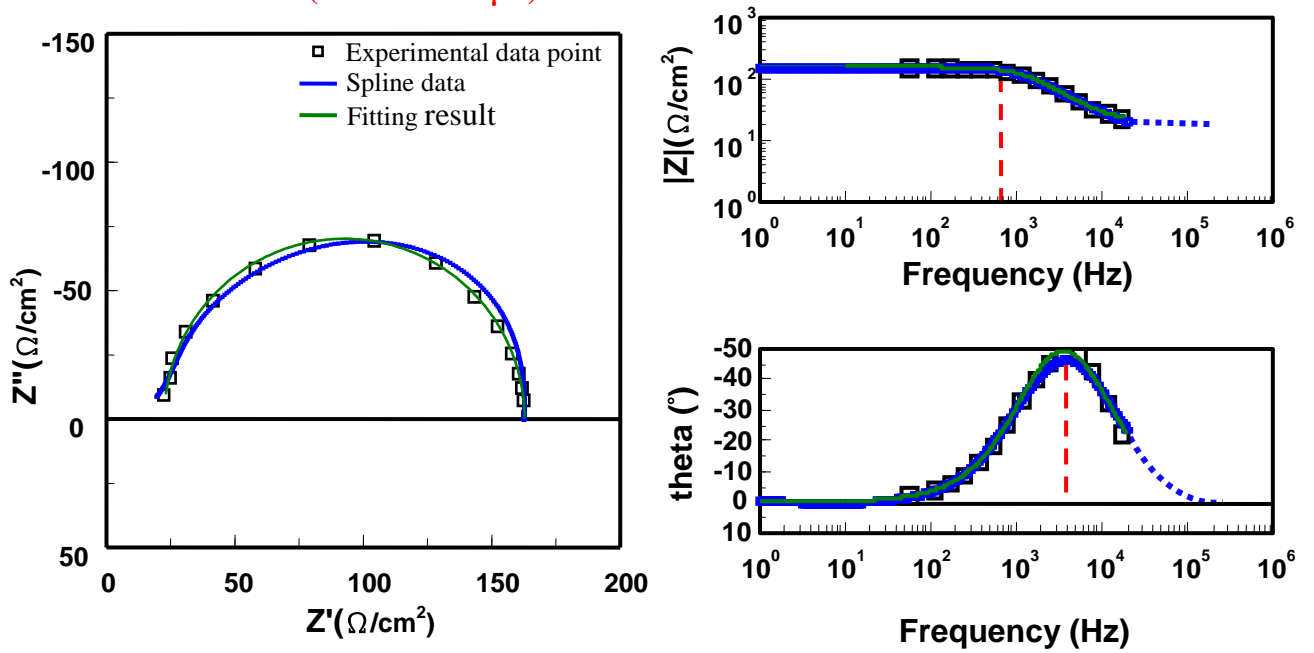 -150
-100
-50
0
50
0
50
100
150
200
Z''(Ω/cm²)
Z'(Ω/cm²)
Experimental data point
Spline data
Fitting result
10³
10²
10¹
10⁰
|Z|(Ω/cm²)
10⁰ 10¹ 10² 10³ 10⁴ 10⁵ 10⁶
Frequency (Hz)
-50
-40
-30
-20
-10
0
10
theta (°)
10⁰ 10¹ 10² 10³ 10⁴ 10⁵ 10⁶
Frequency (Hz)